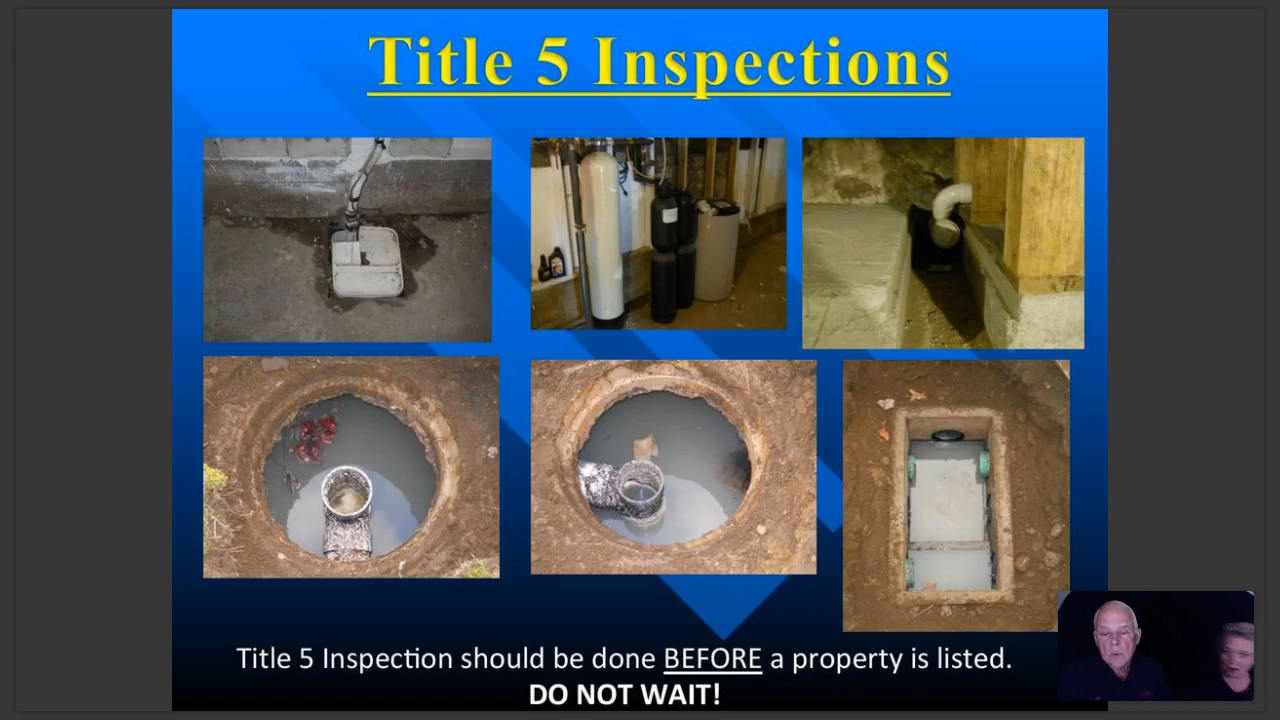 Title 5 Inspections
Title 5 Inspection should be done BEFORE a property is listed.
DO NOT WAIT!